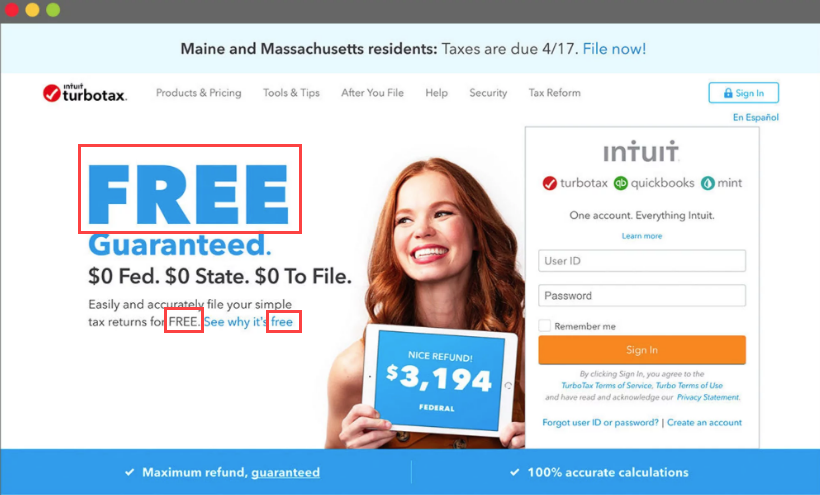 Maine and Massachusetts residents: Taxes are due 4/17. File now!
intuit
turbotax.
Products & Pricing
Tools & Tips
After You File
Help
Security
Tax Reform
Sign In
En Español
FREE
Guaranteed.
$0 Fed. $0 State. $0 To File.
Easily and accurately file your simple
tax returns for FREE. See why it's free
NICE REFUND!
$3,194
FEDERAL
intuit
turbotax qb quickbooks mint
One account. Everything Intuit.
Learn more
User ID
Password
Remember me
Sign In
By clicking Sign In, you agree to the
TurboTax Terms of Service, Turbo Terms of Use
and have read and acknowledge our Privacy Statement.
Forgot user ID or password? | Create an account
Maximum refund, guaranteed
100% accurate calculations